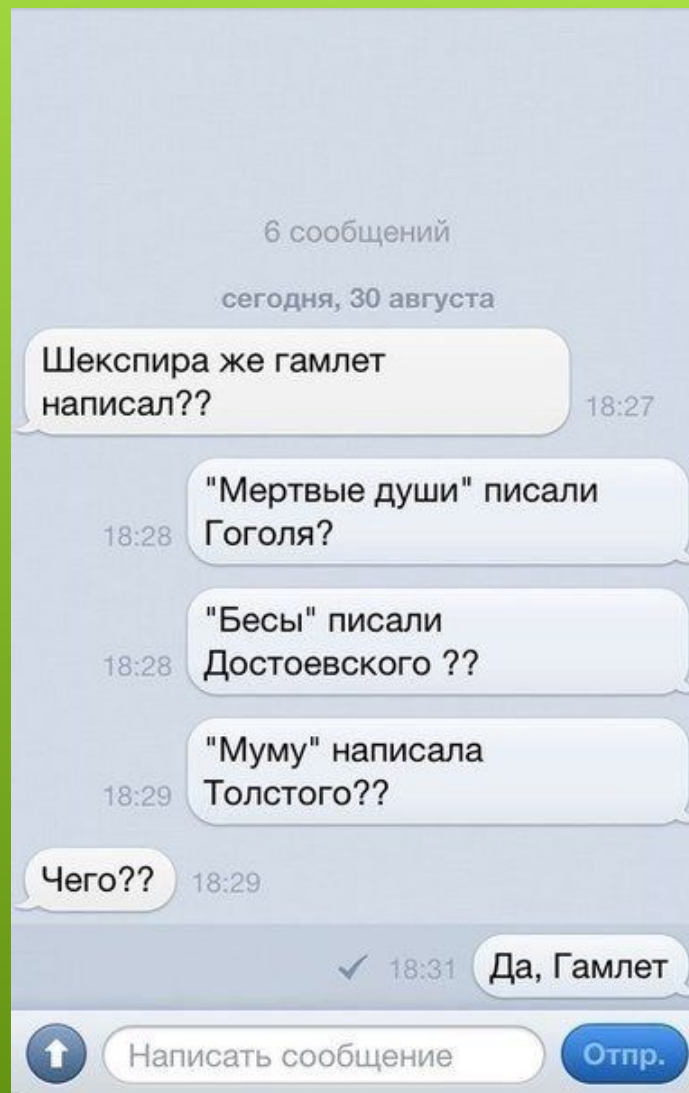 6 сообщений
сегодня, 30 августа
Шекспира же гамлет
написал??
18:27
"Мертвые души" писали
Гоголя?
18:28
"Бесы" писали
Достоевского ??
18:28
"Муму" написала
Толстого??
18:29
Чего??
18:29
Да, Гамлет
18:31
Написать сообщение
Отпр.